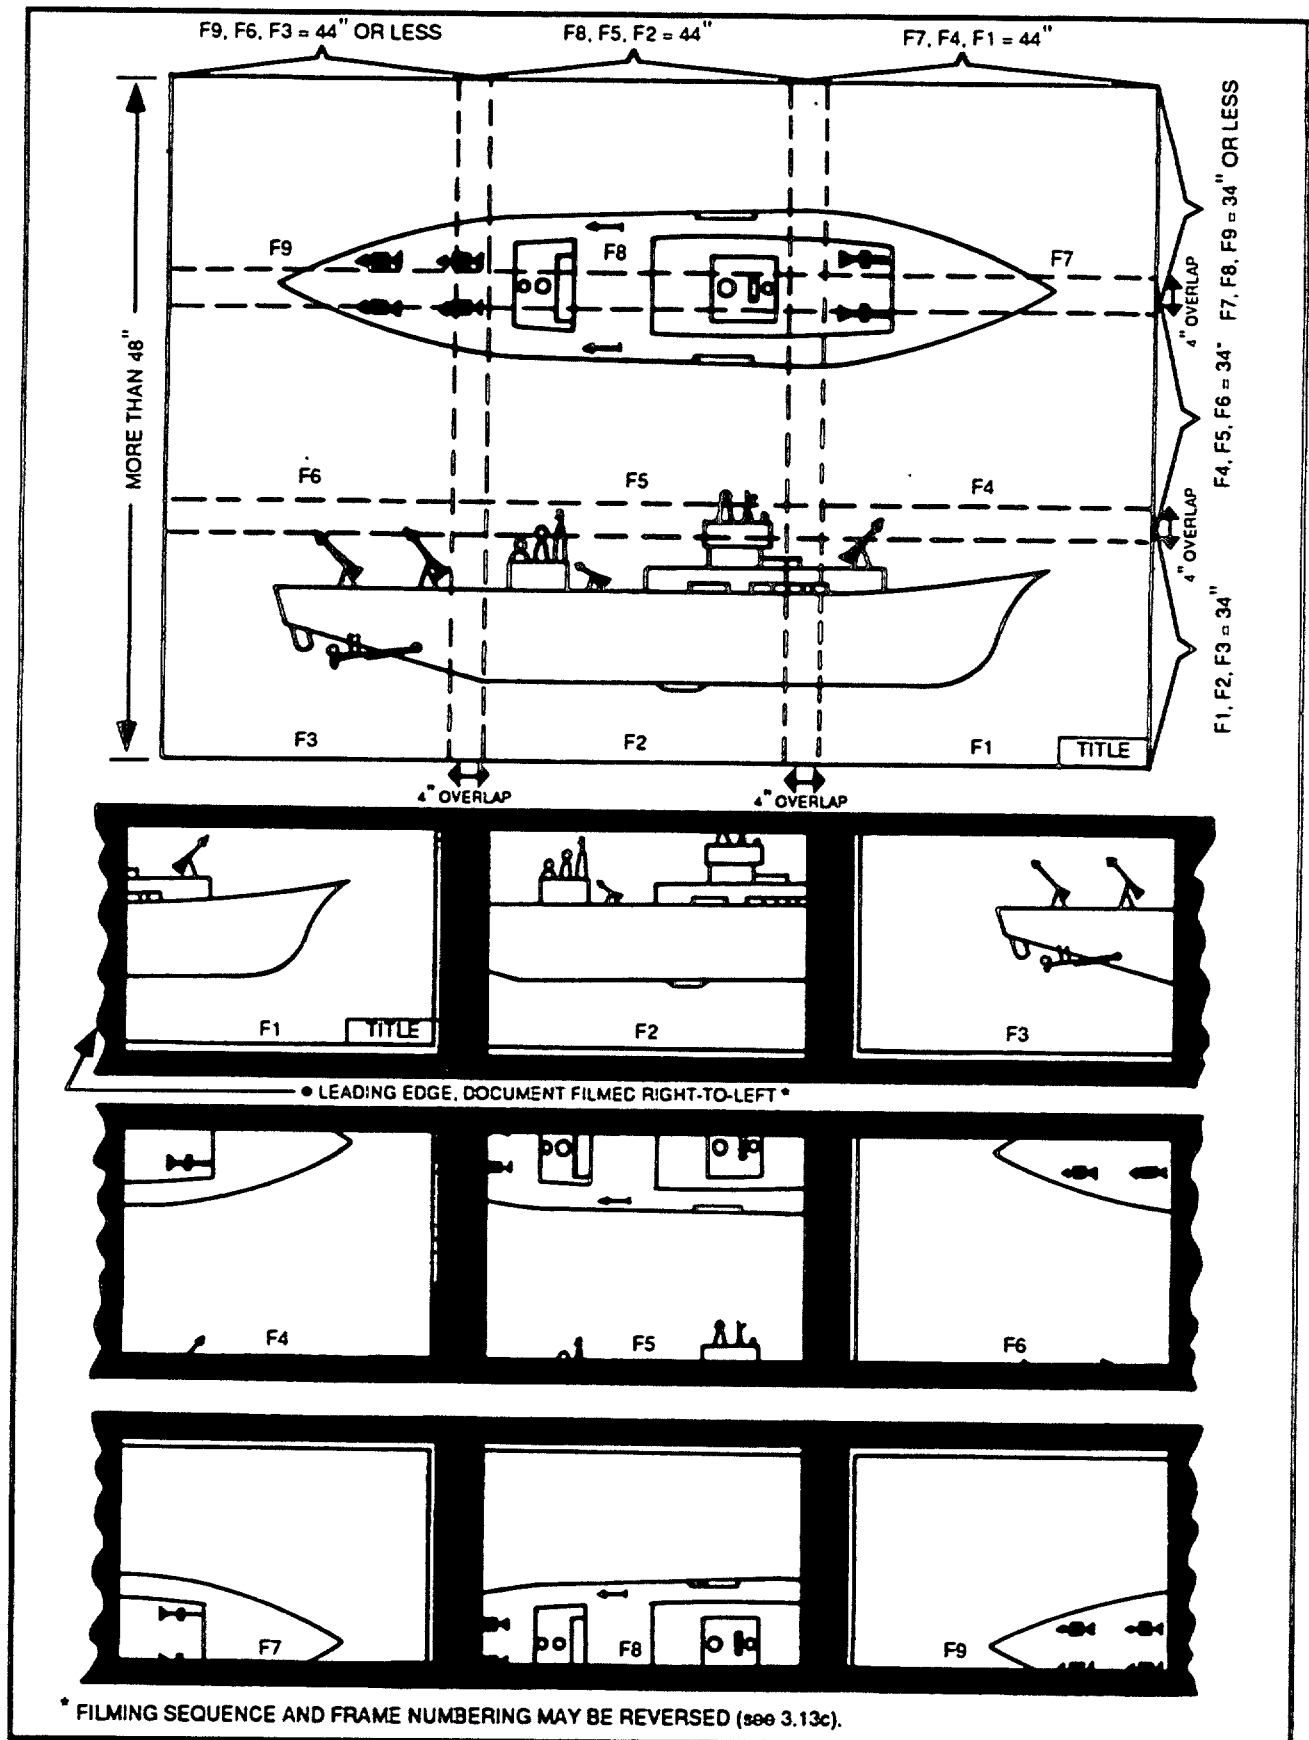 F9, F6, F3 = 44" OR LESS
F8, F5, F2 = 44"
F7, F4, F1 = 44"
MORE THAN 48"
F7, F8, F9 = 34" OR LESS
4" OVERLAP
F4, F5, F6 = 34"
4" OVERLAP
F1, F2, F3 = 34"
F9
F8
F7
F6
F5
F4
F3
F2
F1
TITLE
4" OVERLAP
4" OVERLAP
F1
TITLE
F2
F3
● LEADING EDGE, DOCUMENT FILMEC RIGHT-TO-LEFT *
F4
F5
F6
F7
F8
F9
* FILMING SEQUENCE AND FRAME NUMBERING MAY BE REVERSED (see 3.13c).